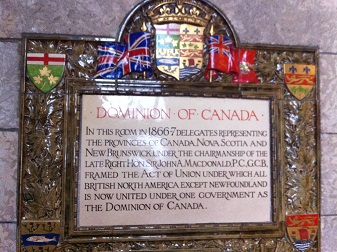 · DOMINION OF CANADA ·
IN THIS ROOM IN 1866-7 DELEGATES REPRESENTING
THE PROVINCES OF CANADA, NOVA SCOTIA AND
NEW BRUNSWICK UNDER THE CHAIRMANSHIP OF THE
LATE RIGHT HON. SIR JOHN A. MACDONALD, P.C., G.C.B.
FRAMED THE ACT OF UNION UNDER WHICH ALL
BRITISH NORTH AMERICA EXCEPT NEWFOUNDLAND
IS NOW UNITED UNDER ONE GOVERNMENT AS
THE DOMINION OF CANADA.